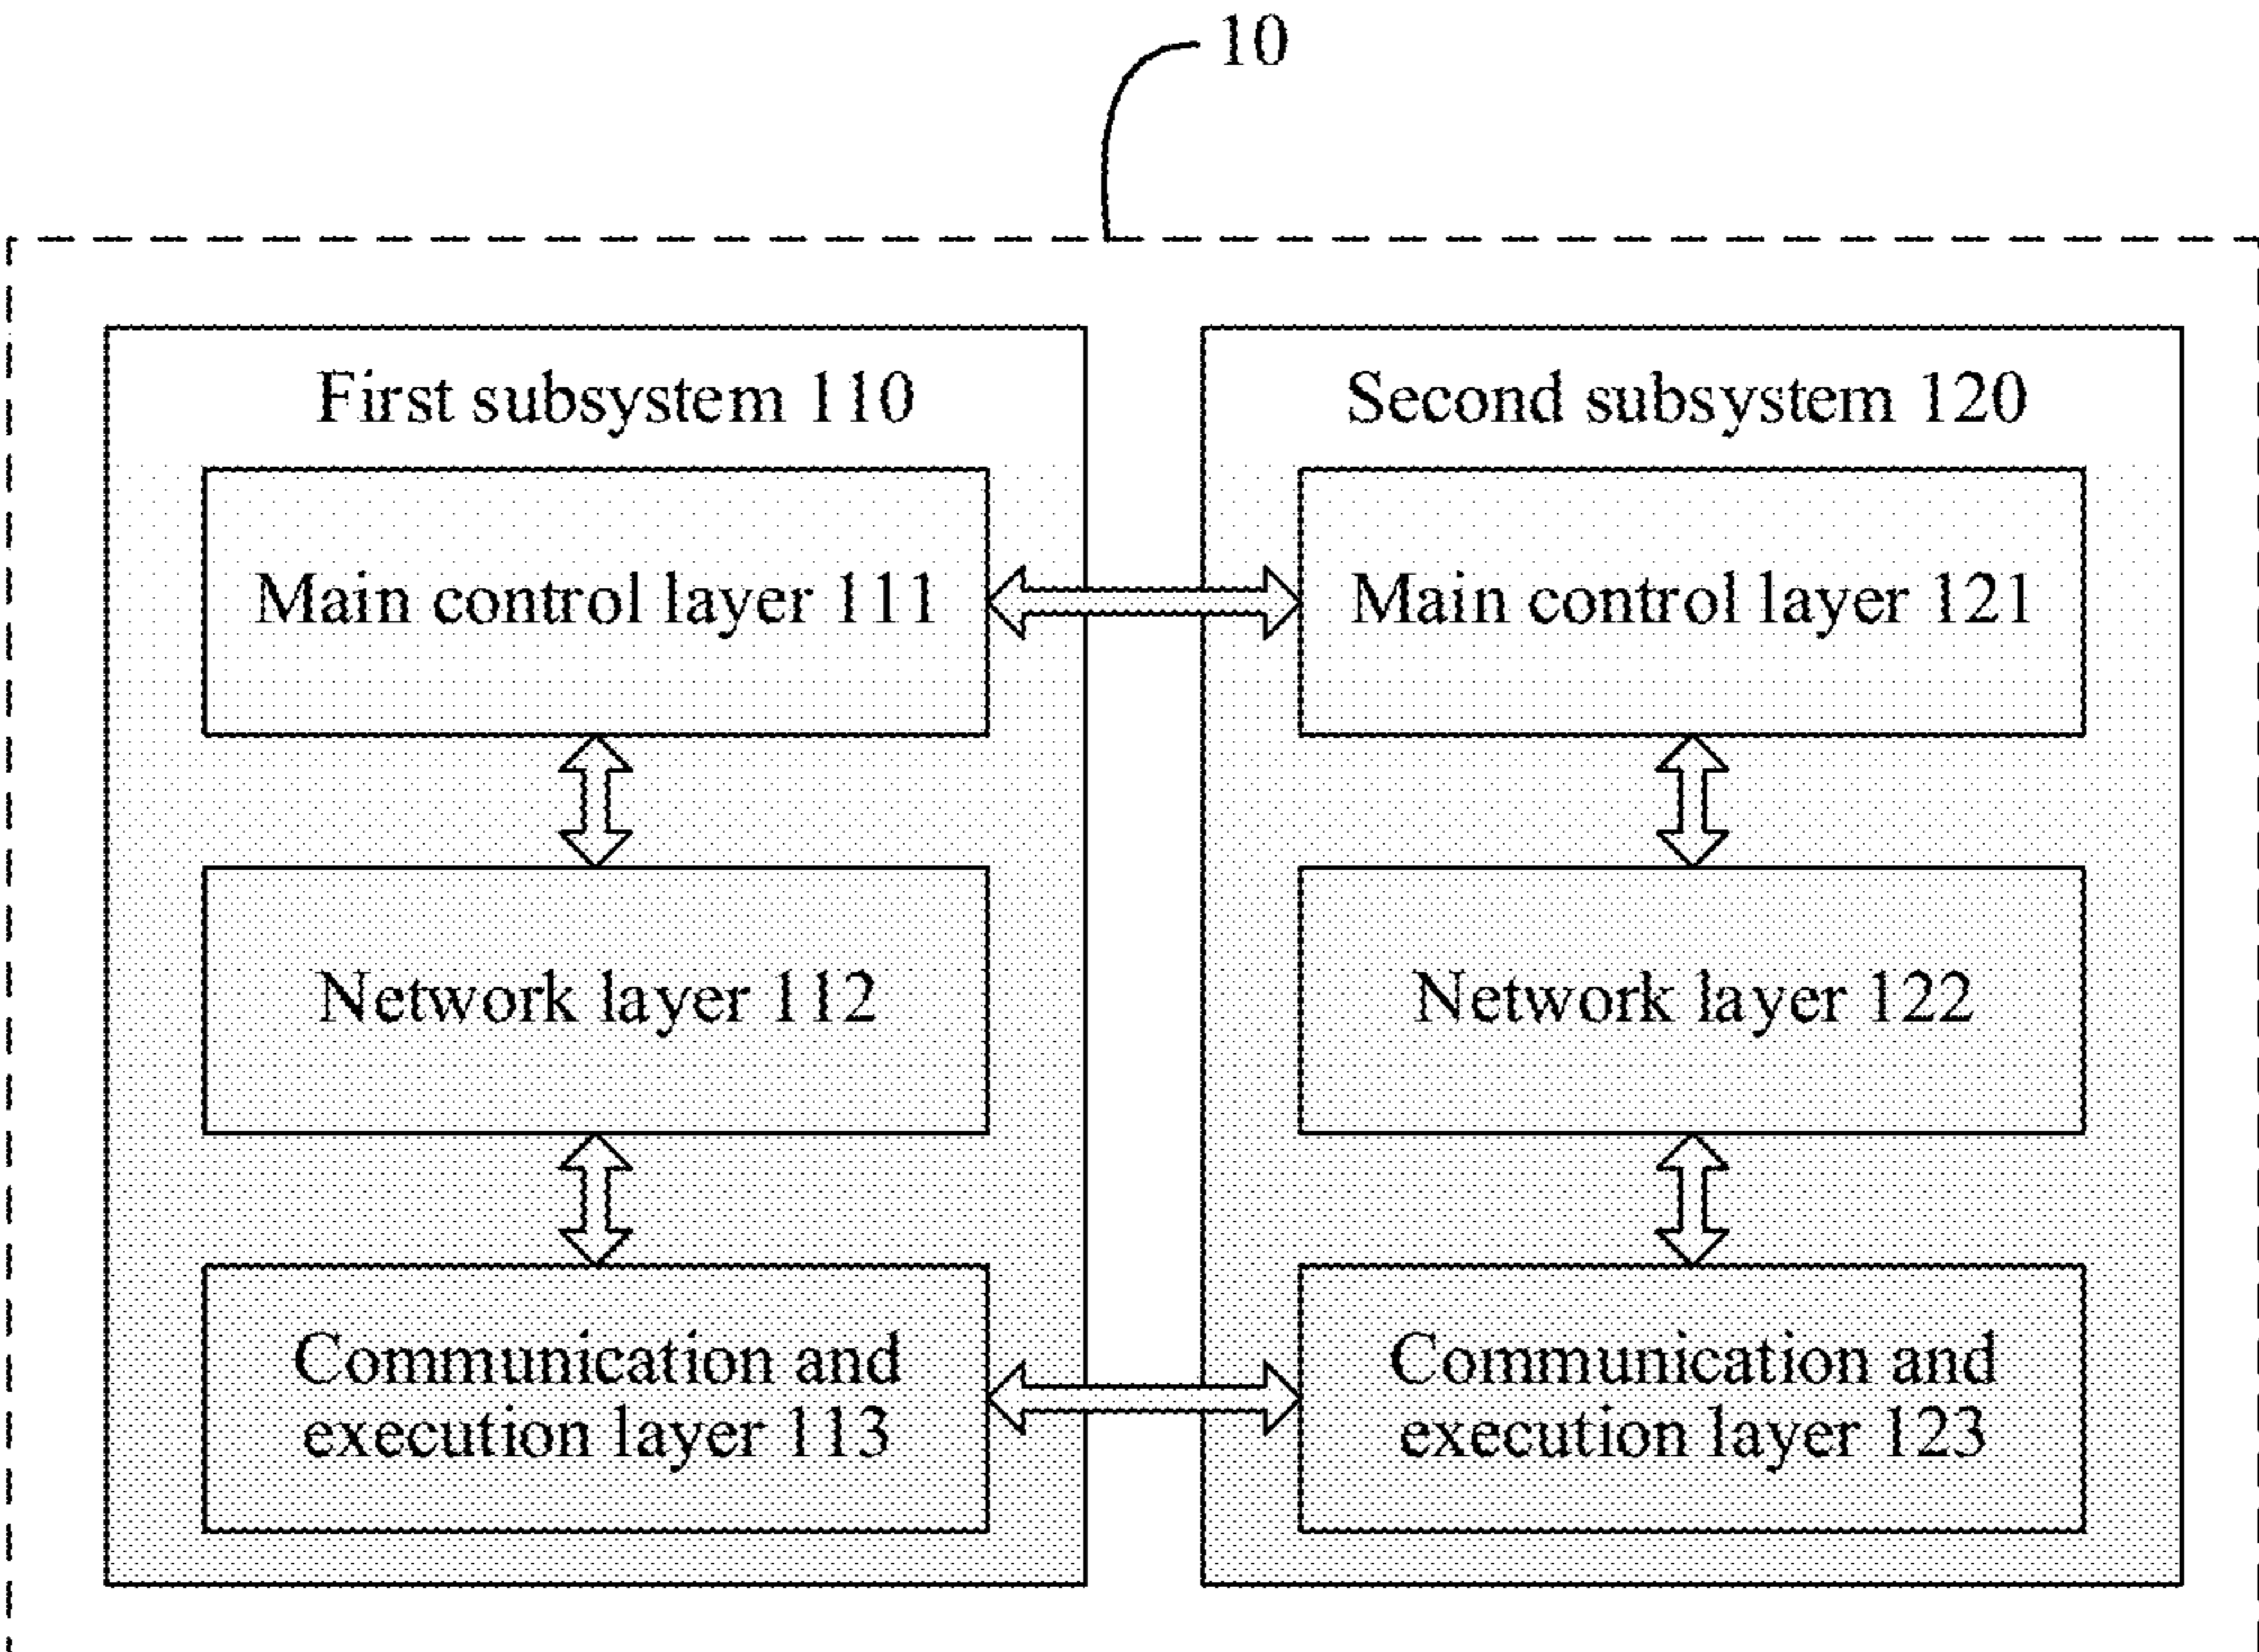 10
First subsystem 110
Second subsystem 120
Main control layer 111
Main control layer 121
Network layer 112
Network layer 122
Communication and
execution layer 113
Communication and
execution layer 123